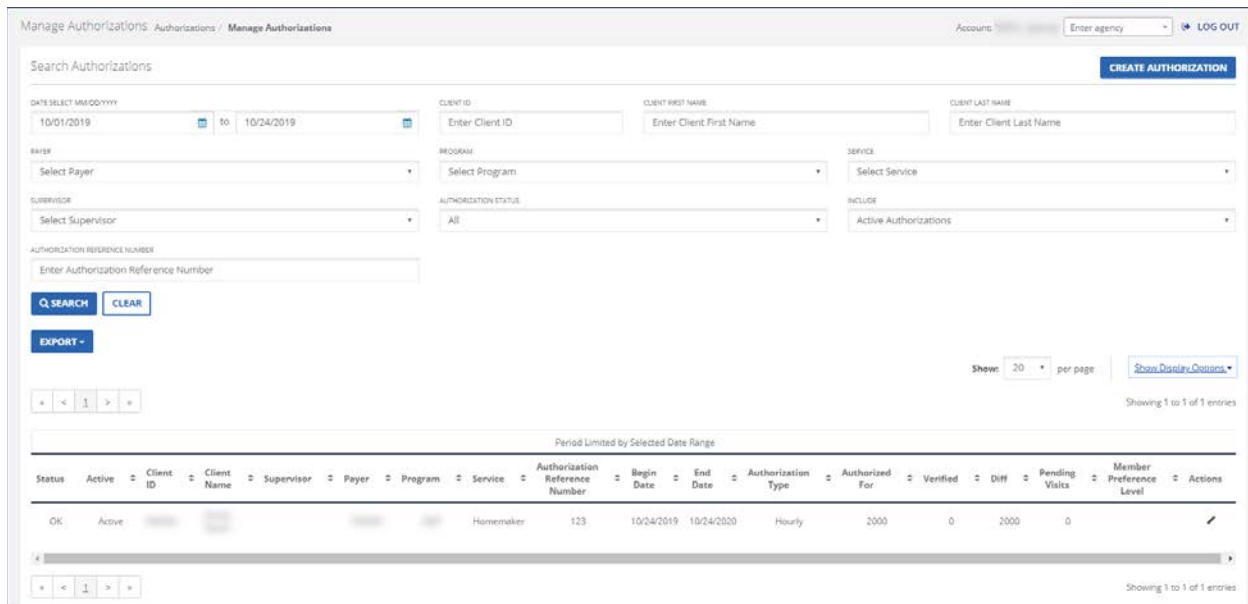 Manage Authorizations Authorizations / Manage Authorizations Account: Enter agency LOG OUT
Search Authorizations CREATE AUTHORIZATION
DATE SELECT MM/DD/YYYY CLIENT ID CLIENT FIRST NAME CLIENT LAST NAME
10/01/2019 to 10/24/2019 Enter Client ID Enter Client First Name Enter Client Last Name
PAYER PROGRAM SERVICE
Select Payer Select Program Select Service
SUPERVISOR AUTHORIZATION STATUS INCLUDE
Select Supervisor All Active Authorizations
AUTHORIZATION REFERENCE NUMBER
Enter Authorization Reference Number
SEARCH CLEAR
EXPORT
Show: 20 per page Show Display Options
« < 1 > » Showing 1 to 1 of 1 entries
Period Limited by Selected Date Range
Status Active Client ID Client Name Supervisor Payer Program Service Authorization Reference Number Begin Date End Date Authorization Type Authorized For Verified Diff Pending Visits Member Preference Level Actions
OK Active Homemaker 123 10/24/2019 10/24/2020 Hourly 2000 0 2000 0
« < 1 > » Showing 1 to 1 of 1 entries